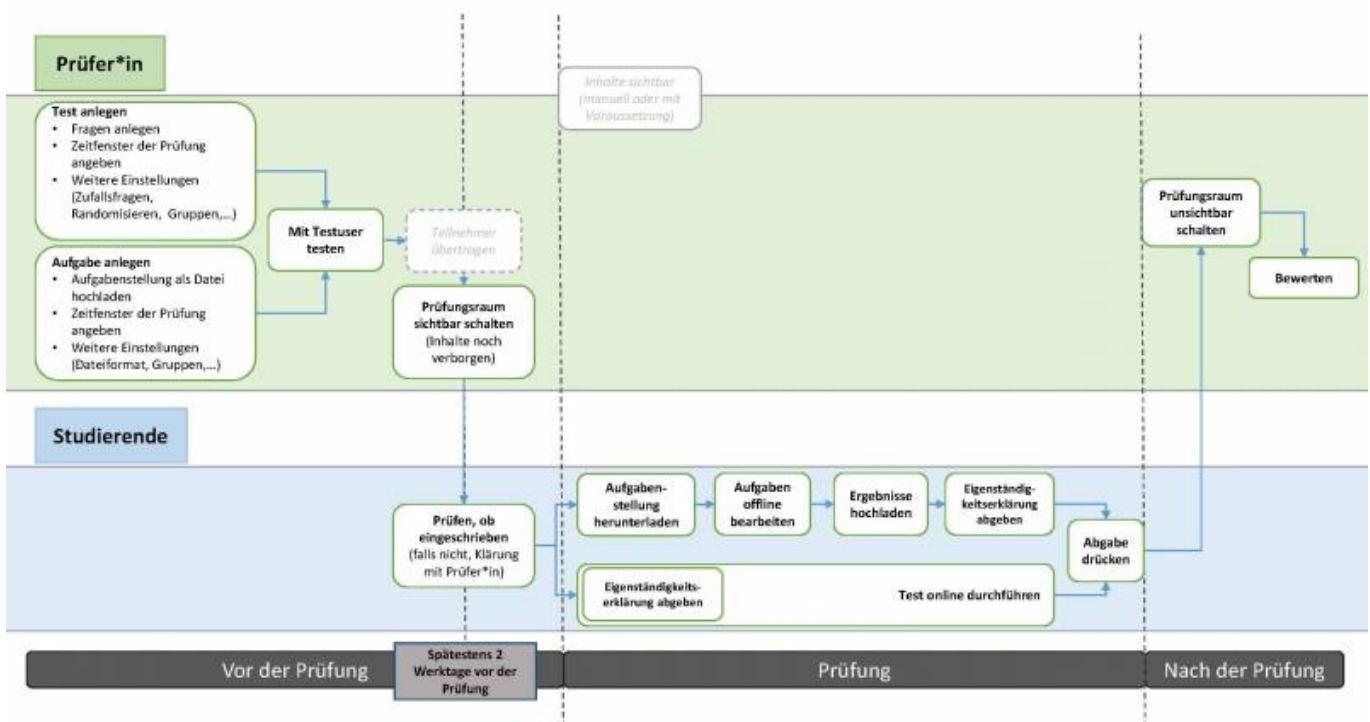 Prüfer*in
Inhalte sichtbar
(manuell oder mit
Voraussetzung)
Test anlegen
• Fragen anlegen
• Zeitfenster der Prüfung
angeben
• Weitere Einstellungen
(Zufallsfragen,
Randomisieren, Gruppen,...)
Mit Testuser
testen
Teilnehmer
übertragen
Prüfungsraum
unsichtbar
schalten
Bewerten
Aufgabe anlegen
• Aufgabenstellung als Datei
hochladen
• Zeitfenster der Prüfung
angeben
• Weitere Einstellungen
(Dateiformat, Gruppen,...)
Prüfungsraum
sichtbar schalten
(Inhalte noch
verborgen)
Studierende
Prüfen, ob
eingeschrieben
(falls nicht, Klärung
mit Prüfer*in)
Aufgaben-
stellung
herunterladen
Aufgaben
offline
bearbeiten
Ergebnisse
hochladen
Eigenständig-
keitserklärung
abgeben
Abgabe
drücken
Eigenständigkeits-
erklärung abgeben
Test online durchführen
Vor der Prüfung
Spätestens 2
Werktage vor der
Prüfung
Prüfung
Nach der Prüfung